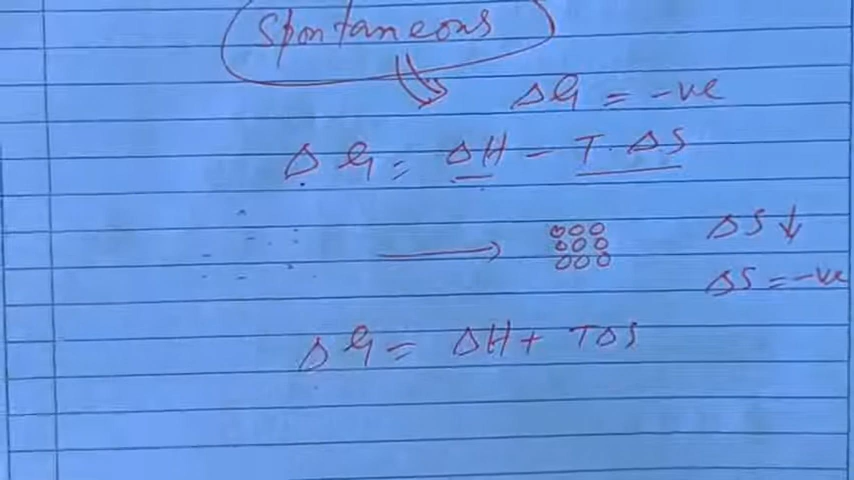 Spontaneous
ΔG = -ve
ΔG = ΔH - T.ΔS
ΔS↓
ΔS = -ve
ΔG = ΔH + TΔS